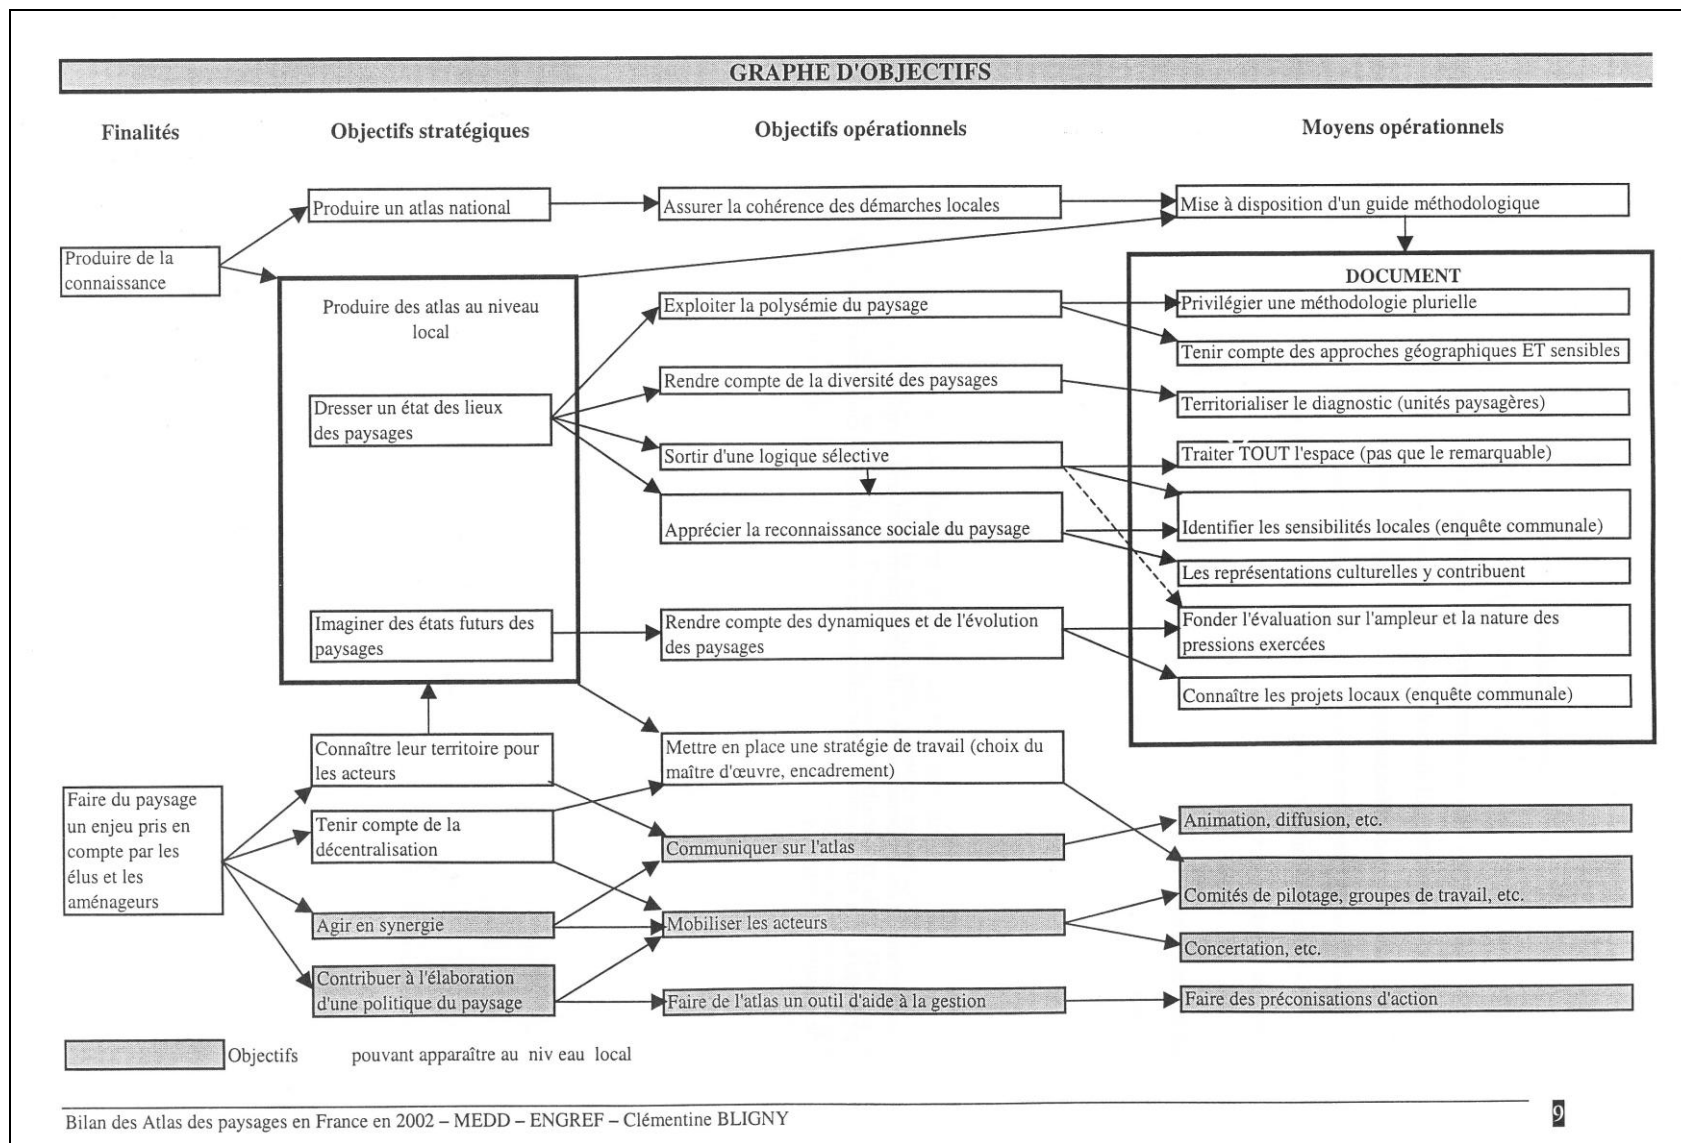 GRAPHE D'OBJECTIFS
Finalités
Objectifs stratégiques
Objectifs opérationnels
Moyens opérationnels
Produire un atlas national
Assurer la cohérence des démarches locales
Mise à disposition d'un guide méthodologique
Produire de la
connaissance
DOCUMENT
Produire des atlas au niveau
local
Exploiter la polysémie du paysage
Privilégier une méthodologie plurielle
Tenir compte des approches géographiques ET sensibles
Dresser un état des lieux
des paysages
Rendre compte de la diversité des paysages
Territorialiser le diagnostic (unités paysagères)
Sortir d'une logique sélective
Traiter TOUT l'espace (pas que le remarquable)
Apprécier la reconnaissance sociale du paysage
Identifier les sensibilités locales (enquête communale)
Les représentations culturelles y contribuent
Imaginer des états futurs des
paysages
Rendre compte des dynamiques et de l'évolution
des paysages
Fonder l'évaluation sur l'ampleur et la nature des
pressions exercées
Connaître les projets locaux (enquête communale)
Connaître leur territoire pour
les acteurs
Mettre en place une stratégie de travail (choix du
maître d'œuvre, encadrement)
Faire du paysage
un enjeu pris en
compte par les
élus et les
aménageurs
Tenir compte de la
décentralisation
Communiquer sur l'atlas
Animation, diffusion, etc.
Comités de pilotage, groupes de travail, etc.
Agir en synergie
Mobiliser les acteurs
Concertation, etc.
Contribuer à l'élaboration
d'une politique du paysage
Faire de l'atlas un outil d'aide à la gestion
Faire des préconisations d'action
Objectifs pouvant apparaître au niv eau local
Bilan des Atlas des paysages en France en 2002 – MEDD – ENGREF – Clémentine BLIGNY
9